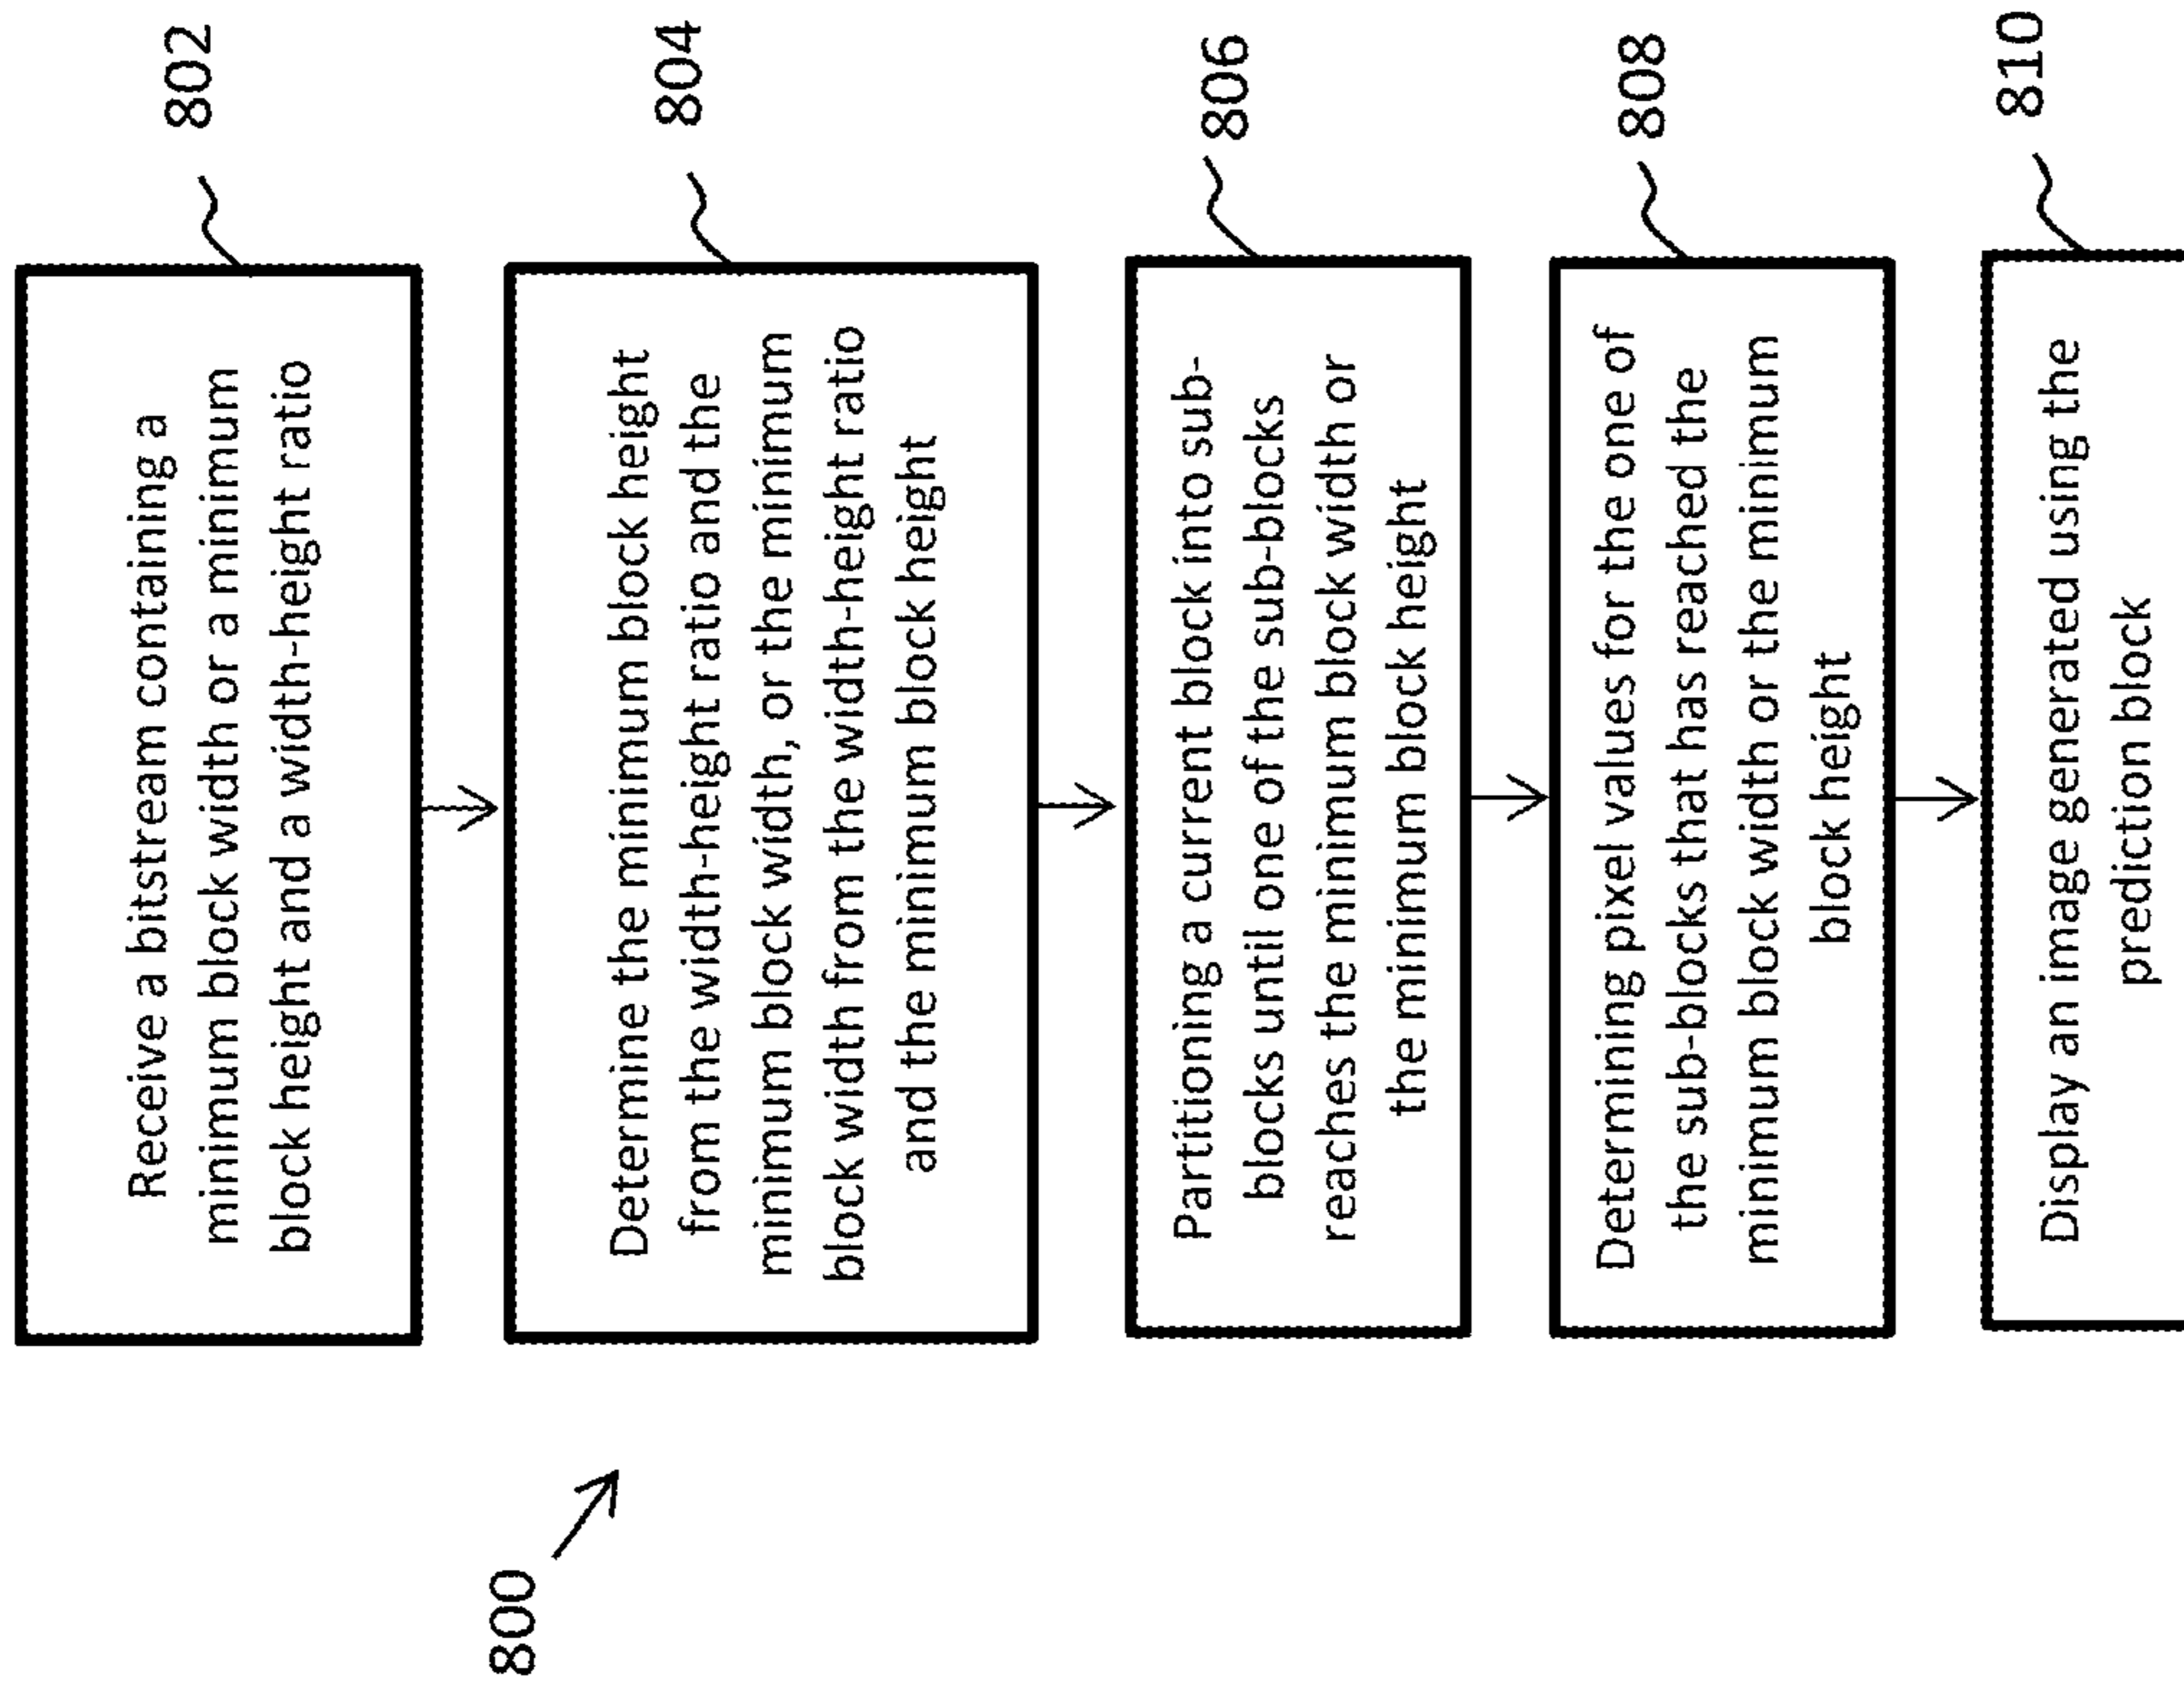 800
Receive a bitstream containing a
minimum block width or a minimum
block height and a width-height ratio
802
Determine the minimum block height
from the width-height ratio and the
minimum block width, or the minimum
block width from the width-height ratio
and the minimum block height
804
Partitioning a current block into sub-
blocks until one of the sub-blocks
reaches the minimum block width or
the minimum block height
806
Determining pixel values for the one of
the sub-blocks that has reached the
minimum block width or the minimum
block height
808
Display an image generated using the
prediction block
810